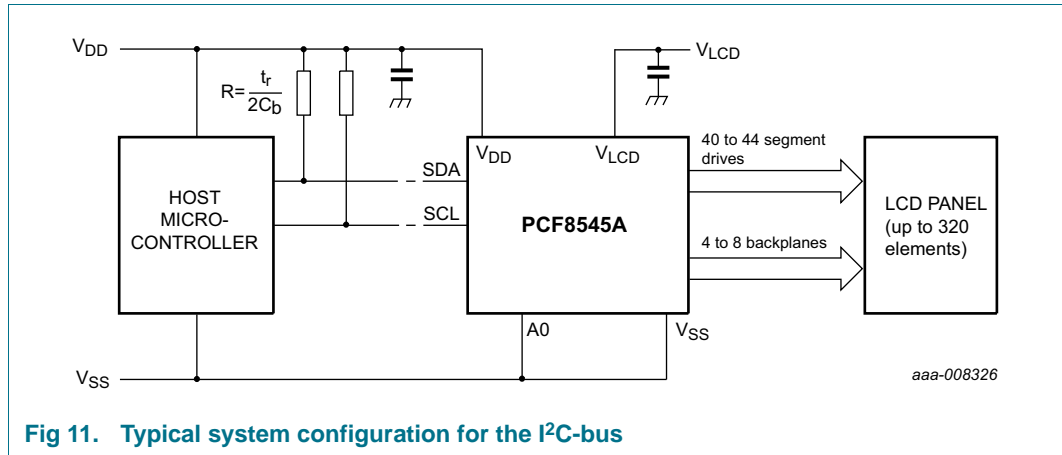 VDD
R= tr
2Cb
VLCD
HOST
MICRO-
CONTROLLER
SDA
SCL
VDD
VLCD
PCF8545A
A0
VSS
40 to 44 segment
drives
4 to 8 backplanes
LCD PANEL
(up to 320
elements)
VSS
aaa-008326
Fig 11. Typical system configuration for the I2C-bus